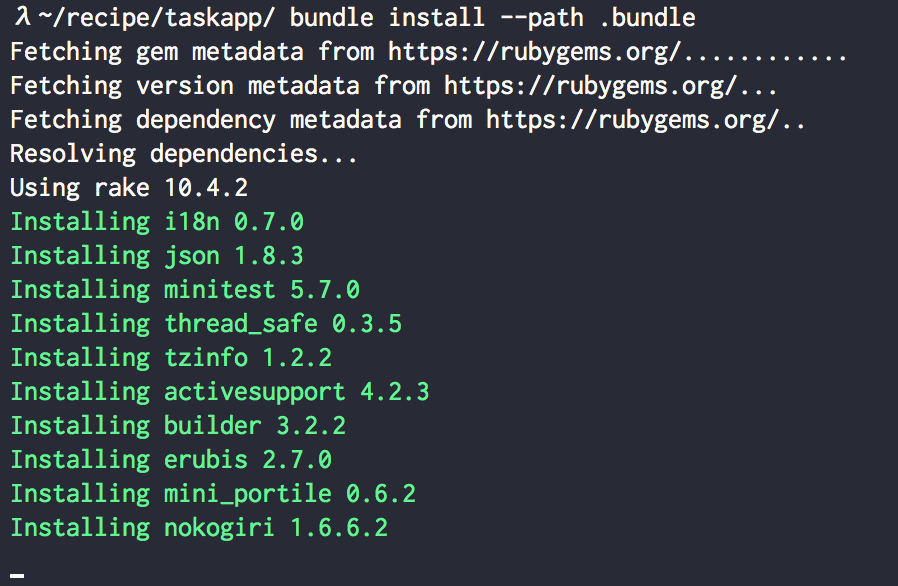 λ ~/recipe/taskapp/ bundle install --path .bundle
Fetching gem metadata from https://rubygems.org/............
Fetching version metadata from https://rubygems.org/...
Fetching dependency metadata from https://rubygems.org/..
Resolving dependencies...
Using rake 10.4.2
Installing i18n 0.7.0
Installing json 1.8.3
Installing minitest 5.7.0
Installing thread_safe 0.3.5
Installing tzinfo 1.2.2
Installing activesupport 4.2.3
Installing builder 3.2.2
Installing erubis 2.7.0
Installing mini_portile 0.6.2
Installing nokogiri 1.6.6.2